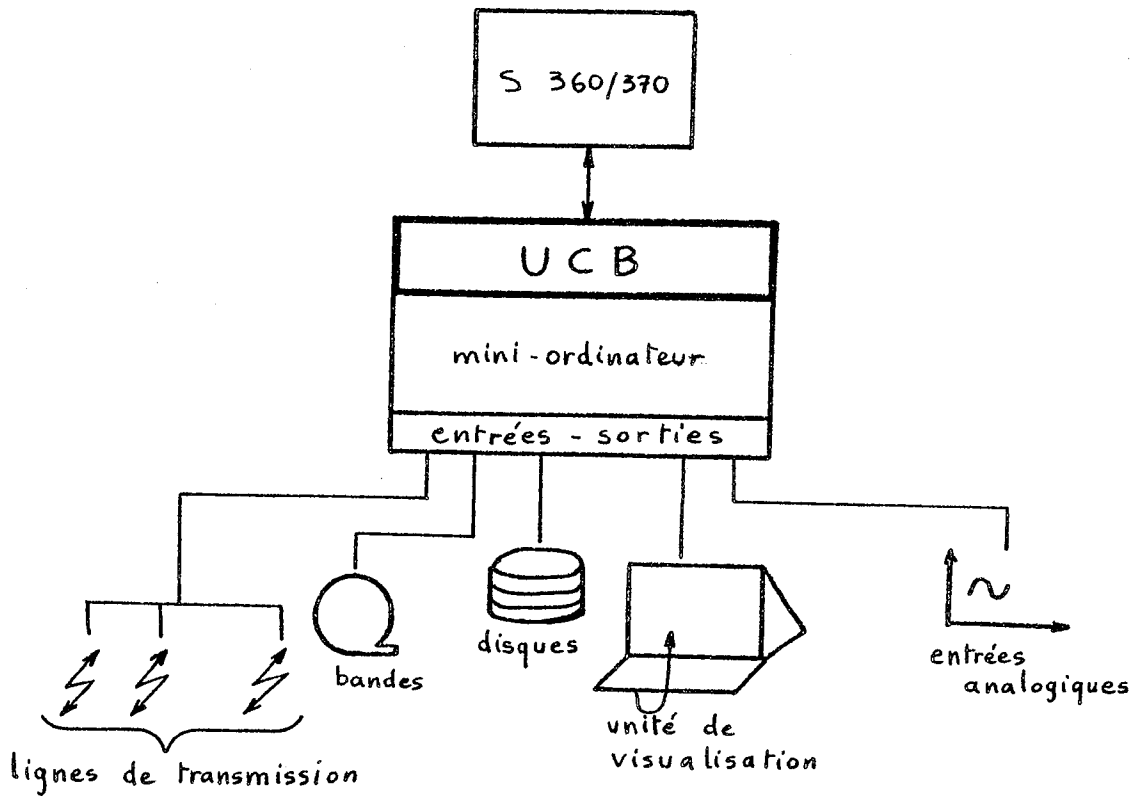 S 360/370
UCB
mini-ordinateur
entrées - sorties
disques
bandes
entrées
analogiques
unité de
visualisation
lignes de transmission